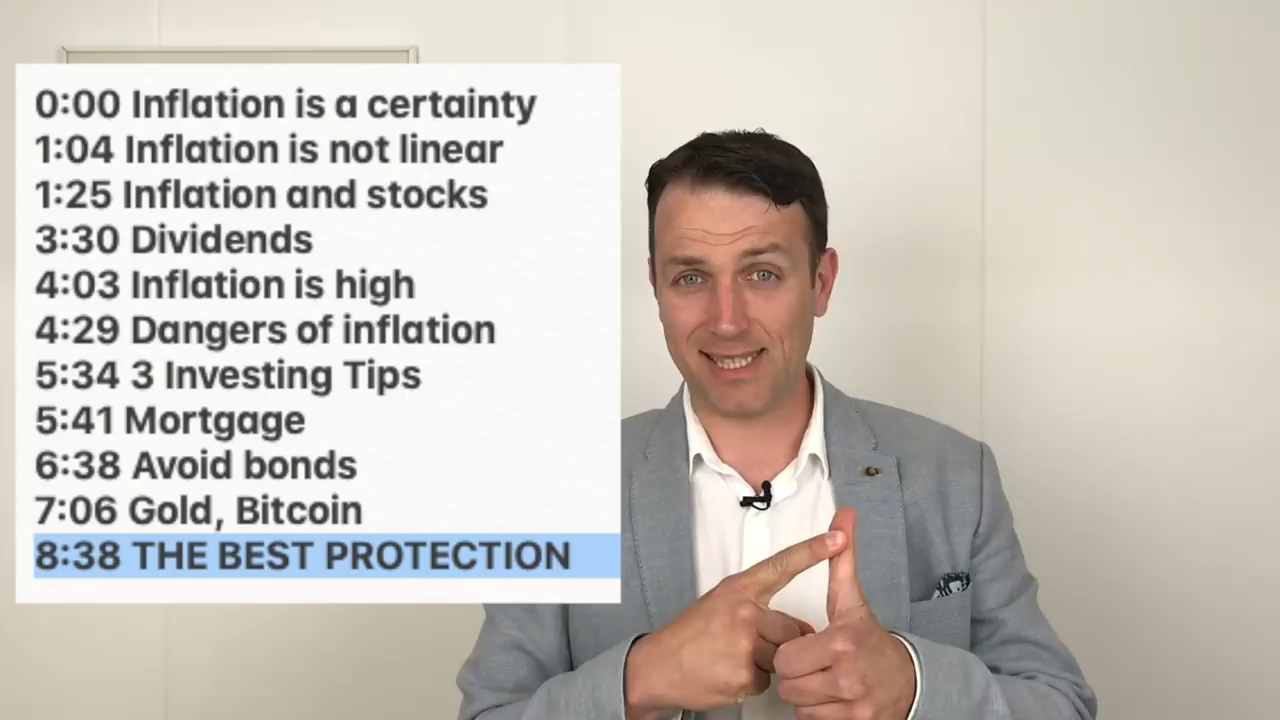 0:00 Inflation is a certainty
1:04 Inflation is not linear
1:25 Inflation and stocks
3:30 Dividends
4:03 Inflation is high
4:29 Dangers of inflation
5:34 3 Investing Tips
5:41 Mortgage
6:38 Avoid bonds
7:06 Gold, Bitcoin
8:38 THE BEST PROTECTION